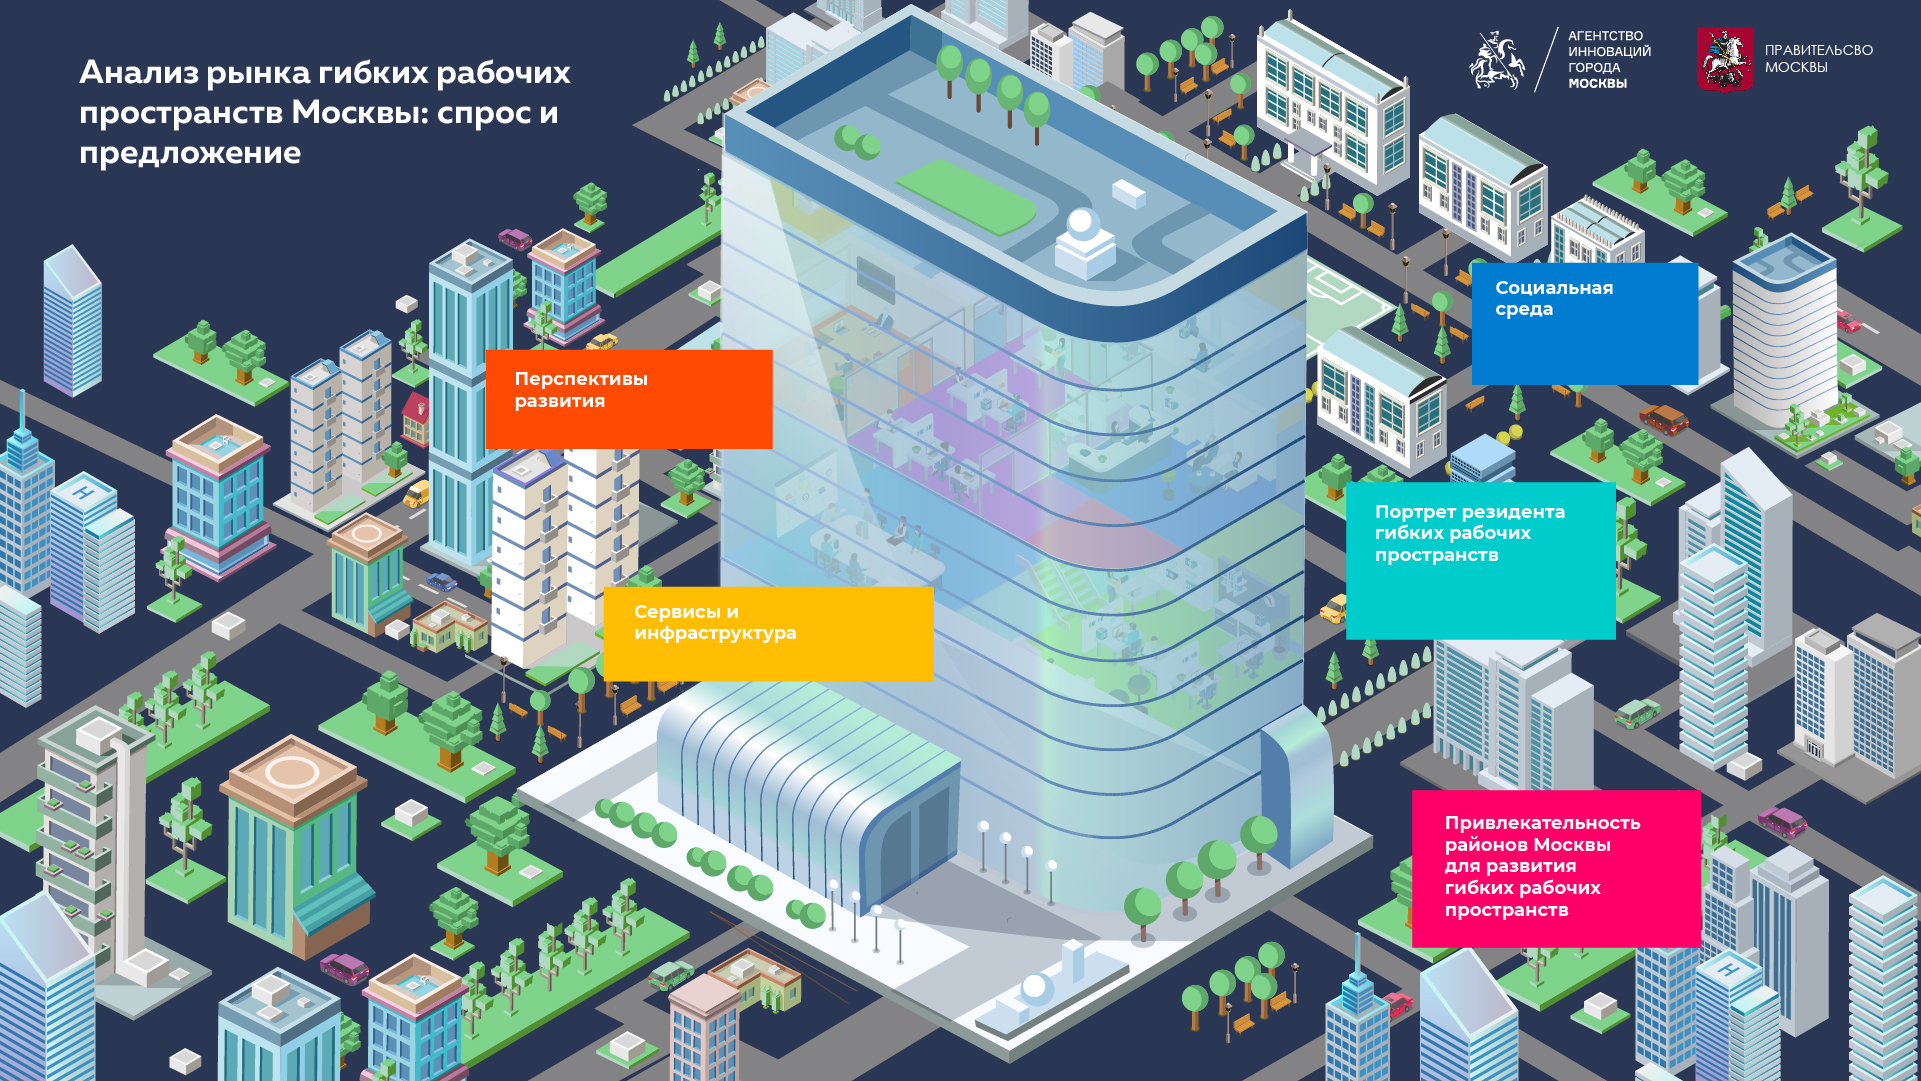 Анализ рынка гибких рабочих
пространств Москвы: спрос и
предложение
АГЕНТСТВО
ИННОВАЦИЙ
ГОРОДА
МОСКВЫ
ПРАВИТЕЛЬСВО
МОСКВЫ
Социальная
среда
Перспективы
развития
Портрет резидента
гибких рабочих
пространств
Сервисы и
инфраструктура
Привлекательность
районов Москвы
для развития
гибких рабочих
пространств
H
H